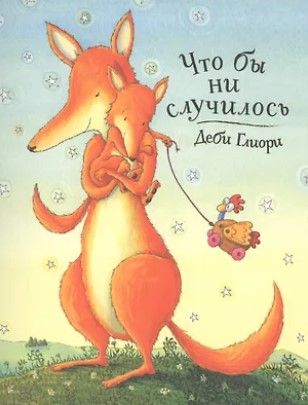 Что бы
ни
случилось
Деби Глиори